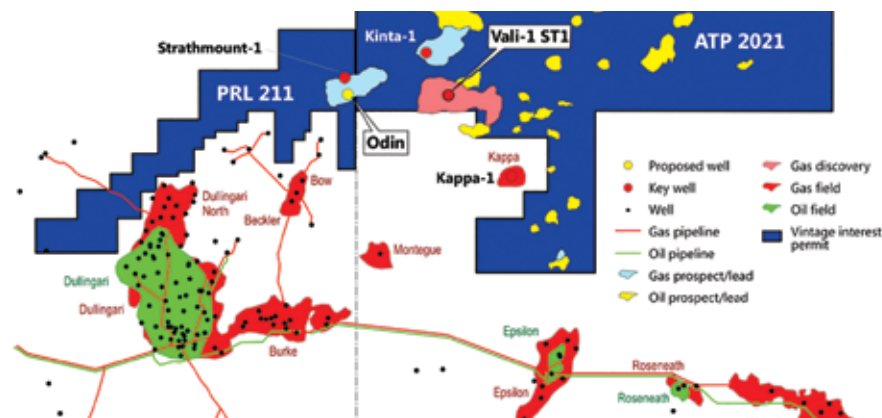 Strathmount-1
Kinta-1
Vali-1 ST1
ATP 2021
PRL 211
Odin
Kappa
Kappa-1
Bow
Dullingari
North
Beckler
Montegue
Dullingari
Dullingari
Burke
Epsilon
Epsilon
Roseneath
Roseneath
Proposed well
Key well
Well
Gas pipeline
Oil pipeline
Gas prospect/lead
Oil prospect/lead
Gas discovery
Gas field
Oil field
Vintage interest
permit